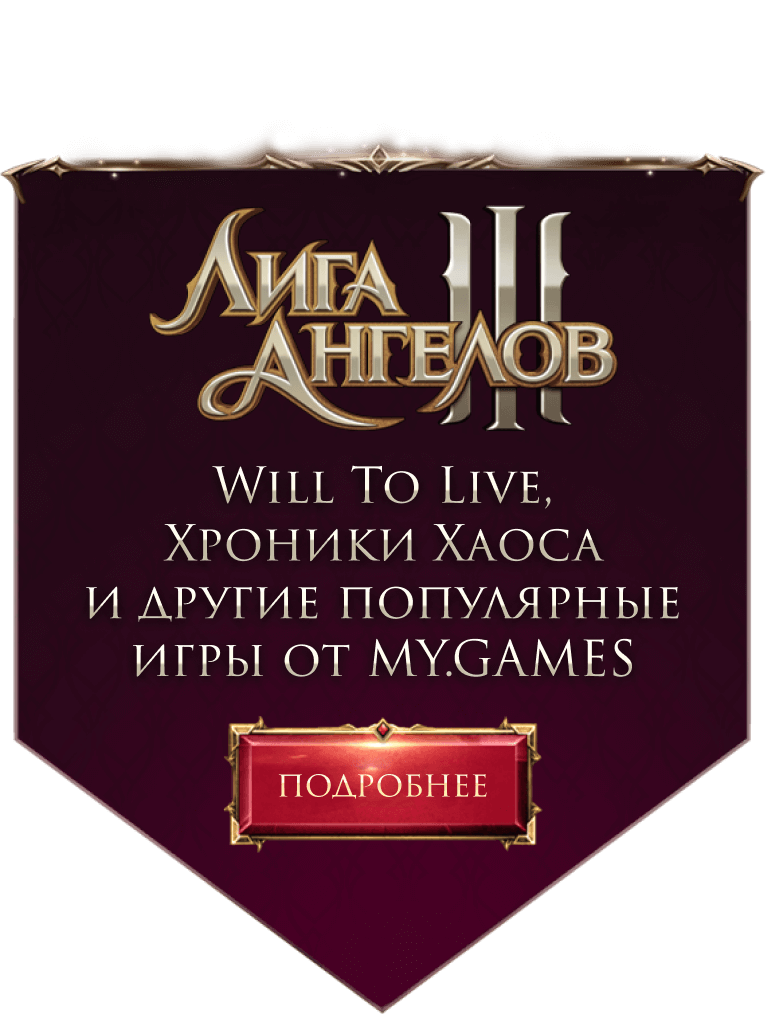 Лига
Ангелов III
Will To Live,
Хроники Хаоса
и другие популярные
игры от MY.GAMES
ПОДРОБНЕЕ